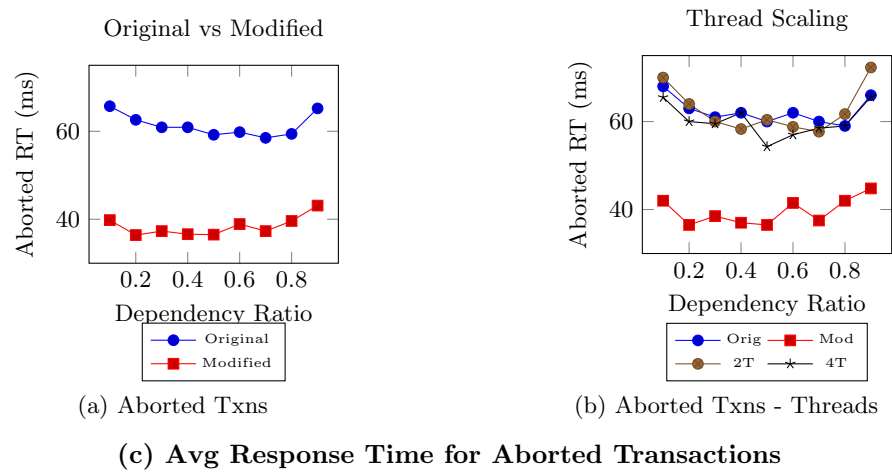 Original vs Modified
Aborted RT (ms)
60
40
0.2 0.4 0.6 0.8
Dependency Ratio
Original
Modified
(a) Aborted Txns
Thread Scaling
Aborted RT (ms)
60
40
0.2 0.4 0.6 0.8
Dependency Ratio
Orig Mod
2T 4T
(b) Aborted Txns - Threads
(c) Avg Response Time for Aborted Transactions